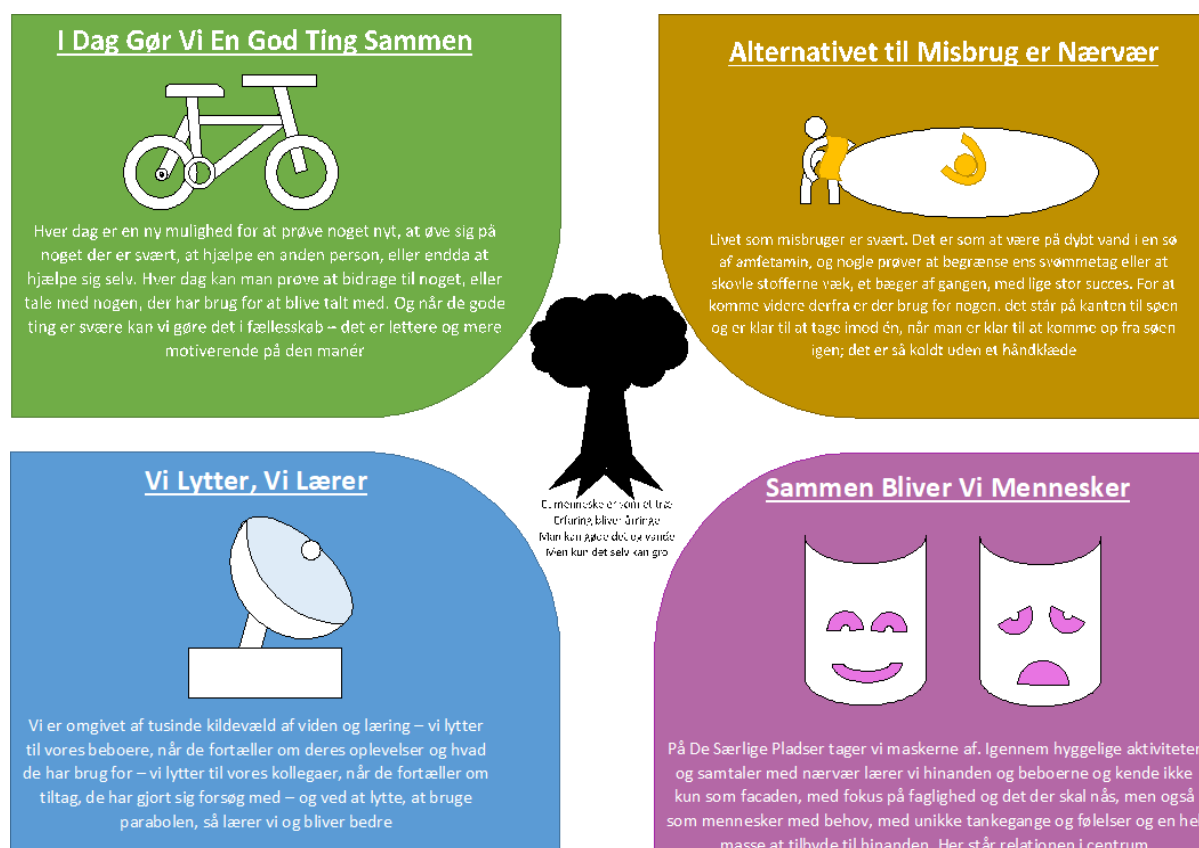 I Dag Gør Vi En God Ting Sammen
Hver dag er en ny mulighed for at prøve noget nyt, at øve sig på
noget der er svært, at hjælpe en anden person, eller endda at
hjælpe sig selv. Hver dag kan man prøve at bidrage til noget, eller
tale med nogen, der har brug for at blive talt med. Og når de gode
ting er svære kan vi gøre det i fællesskab – det er lettere og mere
motiverende på den manér
Alternativet til Misbrug er Nærvær
Livet som misbruger er svært. Det er som at være på dybt vand i en sø
af amfetamin, og nogle prøver at begrænse ens svømmetag eller at
skovle stofferne væk, et bæger af gangen, med lige stor succes. For at
komme videre derfra er der brug for nogen. det står på kanten til søen
og er klar til at tage imod én, når man er klar til at komme op fra søen
igen; det er så koldt uden et håndklæde
Et menneske er som et træ
Erfaring bliver årringe
Man kan gøde det og vande
Men kun det selv kan gro
Vi Lytter, Vi Lærer
Vi er omgivet af tusinde kildevæld af viden og læring – vi lytter
til vores beboere, når de fortæller om deres oplevelser og hvad
de har brug for – vi lytter til vores kollegaer, når de fortæller om
tiltag, de har gjort sig forsøg med – og ved at lytte, at bruge
parabolen, så lærer vi og bliver bedre
Sammen Bliver Vi Mennesker
På De Særlige Pladser tager vi maskerne af. Igennem hyggelige aktiviteter
og samtaler med nærvær lærer vi hinanden og beboerne og kende ikke
kun som facaden, med fokus på faglighed og det der skal nås, men også
som mennesker med behov, med unikke tankegange og følelser og en hel
masse at tilbyde til hinanden. Her står relationen i centrum